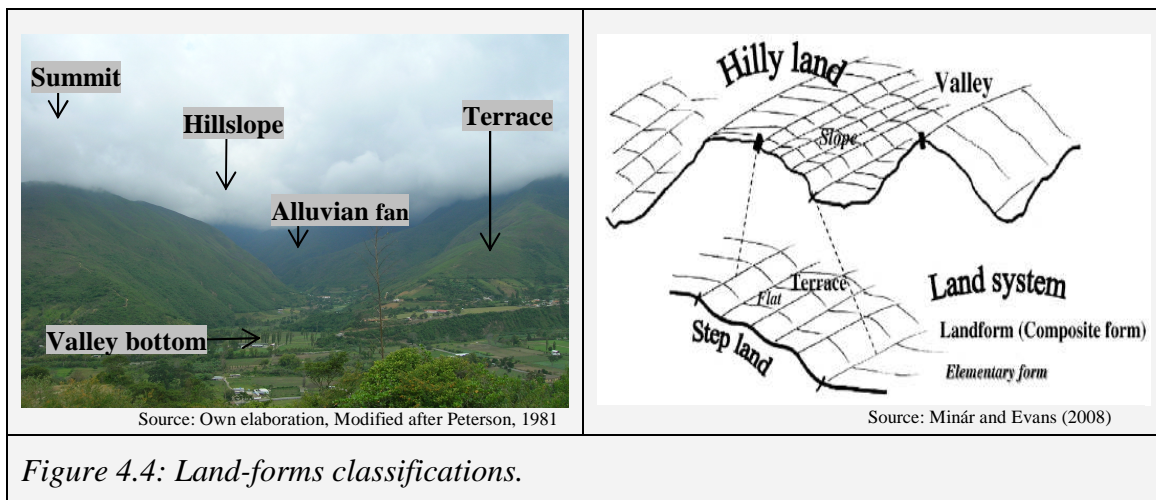 Summit
Hillslope
Terrace
Alluvian fan
Valley bottom
Source: Own elaboration, Modified after Peterson, 1981
Hilly land
Valley
Slope
Terrace
Flat
Step land
Land system
Landform (Composite form)
Elementary form
Source: Minár and Evans (2008)
Figure 4.4: Land-forms classifications.